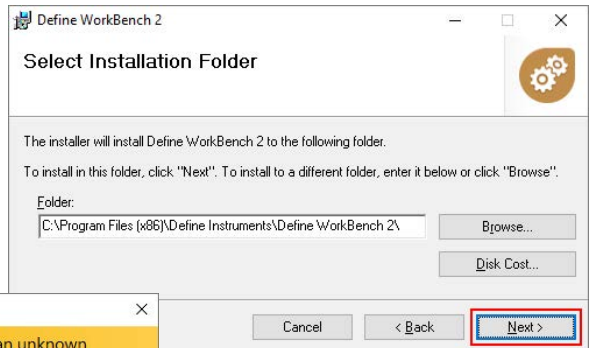 Define WorkBench 2
Select Installation Folder
The installer will install Define WorkBench 2 to the following folder.
To install in this folder, click "Next". To install to a different folder, enter it below or click "Browse".
Folder:
C:\Program Files (x86)\Define Instruments\Define WorkBench 2\
Browse...
Disk Cost...
Cancel
< Back
Next >
an unknown